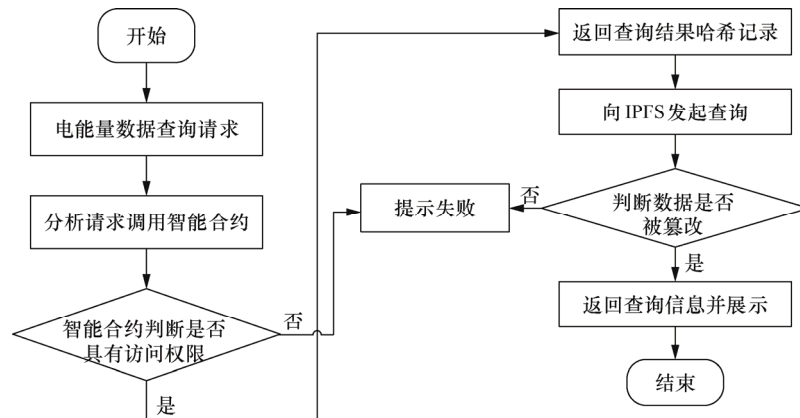 开始
电能量数据查询请求
分析请求调用智能合约
智能合约判断是否
具有访问权限
否
是
返回查询结果哈希记录
向IPFS发起查询
判断数据是否
被篡改
否
提示失败
是
返回查询信息并展示
结束